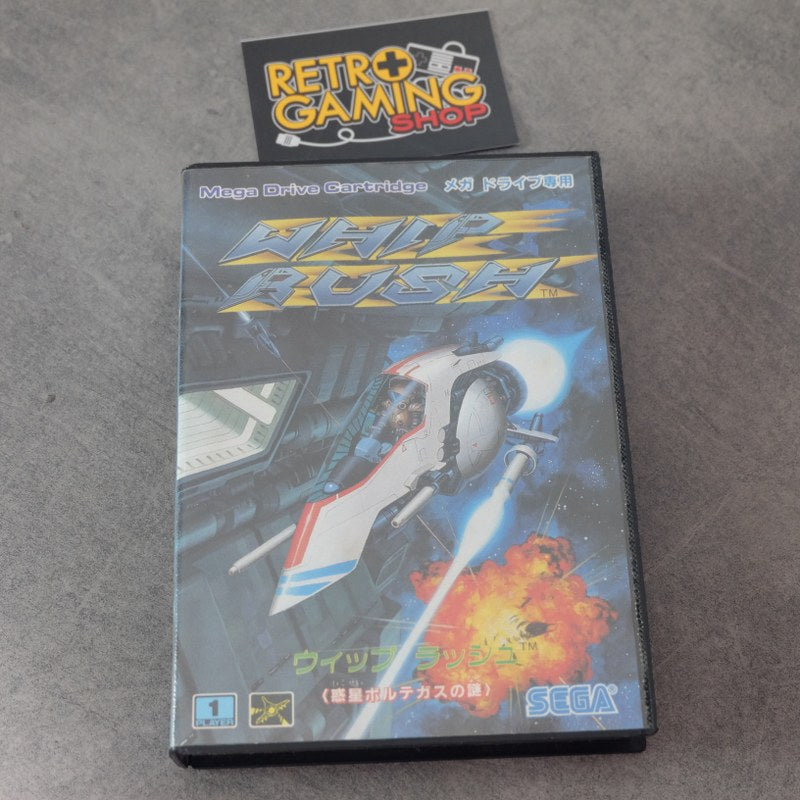 RETRO
GAMING
SHOP
Mega Drive Cartridge メガ ドライブ専用
WHIP
RUSH TM
ウィップ ラッシュ TM
〈惑星ボルテガスの謎〉
1
PLAYER
SEGA®